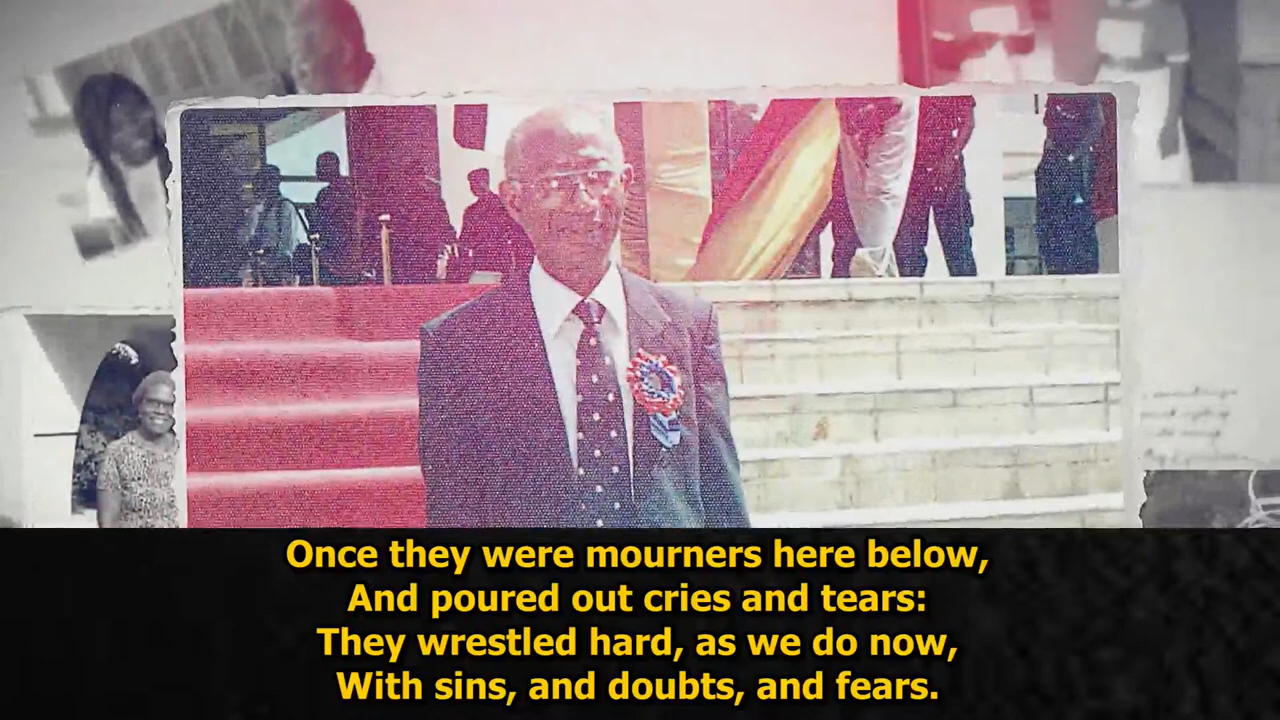 Once they were mourners here below,
And poured out cries and tears:
They wrestled hard, as we do now,
With sins, and doubts, and fears.